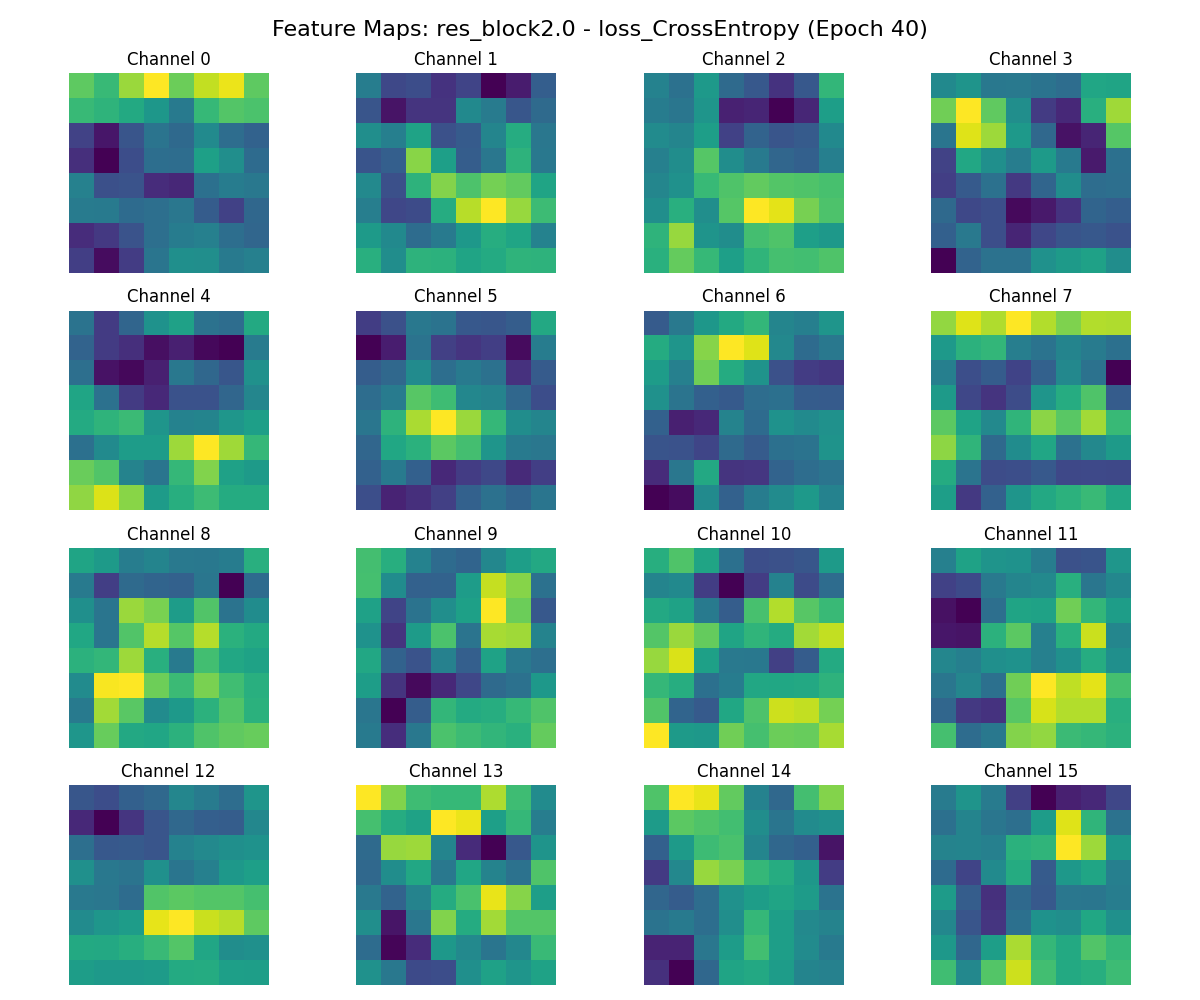 Feature Maps: res_block2.0 - loss_CrossEntropy (Epoch 40)
Channel 0
Channel 1
Channel 2
Channel 3
Channel 4
Channel 5
Channel 6
Channel 7
Channel 8
Channel 9
Channel 10
Channel 11
Channel 12
Channel 13
Channel 14
Channel 15